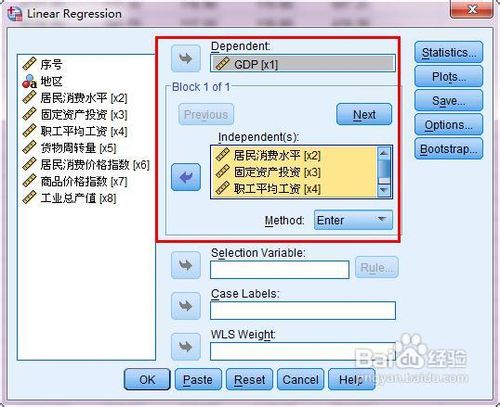 Linear Regression
序号
地区
居民消费水平 [x2]
固定资产投资 [x3]
职工平均工资 [x4]
货物周转量 [x5]
居民消费价格指数 [x6]
商品价格指数 [x7]
工业总产值 [x8]
Dependent:
GDP [x1]
Block 1 of 1
Previous
Next
Independent(s):
居民消费水平 [x2]
固定资产投资 [x3]
职工平均工资 [x4]
Method:
Enter
Selection Variable:
Rule...
Case Labels:
WLS Weight:
Statistics...
Plots...
Save...
Options...
Bootstrap...
OK
Paste
Reset
Cancel
Help
Baidu 经验
jingyan.baidu.com